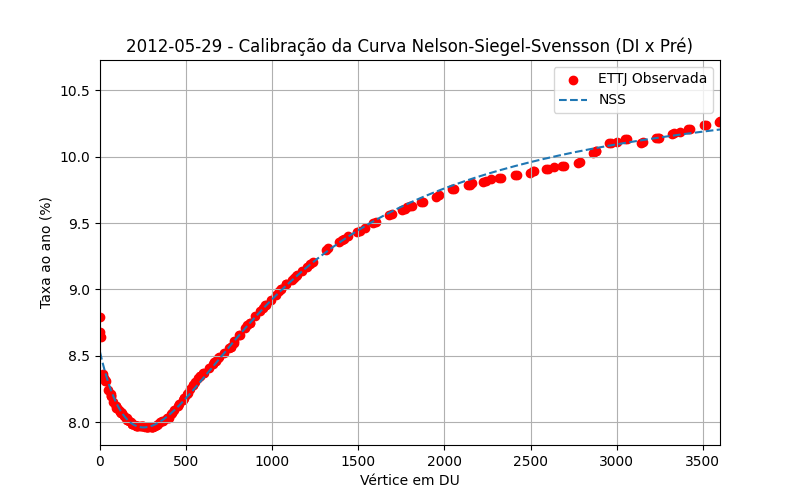 2012-05-29 - Calibração da Curva Nelson-Siegel-Svensson (DI x Pré)
ETTJ Observada
NSS
10.5
10.0
9.5
9.0
8.5
8.0
Taxa ao ano (%)
0 500 1000 1500 2000 2500 3000 3500
Vértice em DU